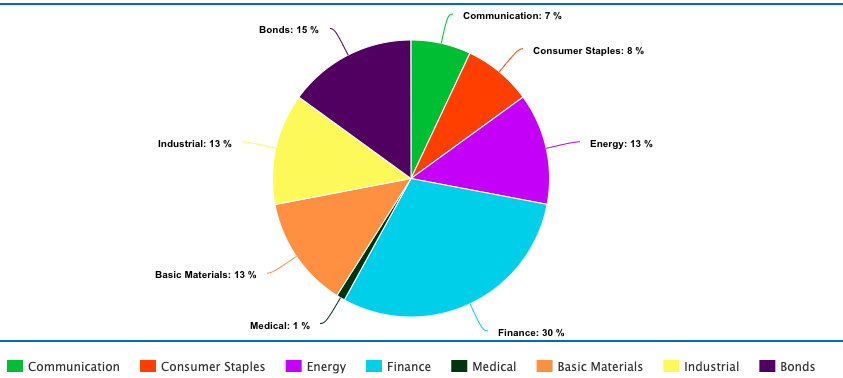 Communication: 7 %
Bonds: 15 %
Consumer Staples: 8 %
Industrial: 13 %
Energy: 13 %
Basic Materials: 13 %
Medical: 1 %
Finance: 30 %
Communication Consumer Staples Energy Finance Medical Basic Materials Industrial Bonds